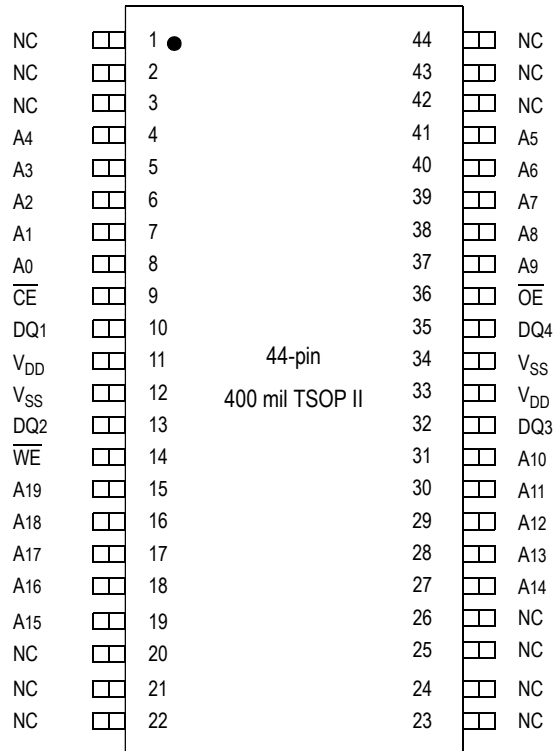 NC 1 44 NC
NC 2 43 NC
NC 3 42 NC
A4 4 41 A5
A3 5 40 A6
A2 6 39 A7
A1 7 38 A8
A0 8 37 A9
C̅E̅ 9 36 O̅E̅
DQ1 10 35 DQ4
VDD 11 44-pin 34 VSS
VSS 12 400 mil TSOP II 33 VDD
DQ2 13 32 DQ3
W̅E̅ 14 31 A10
A19 15 30 A11
A18 16 29 A12
A17 17 28 A13
A16 18 27 A14
A15 19 26 NC
NC 20 25 NC
NC 21 24 NC
NC 22 23 NC